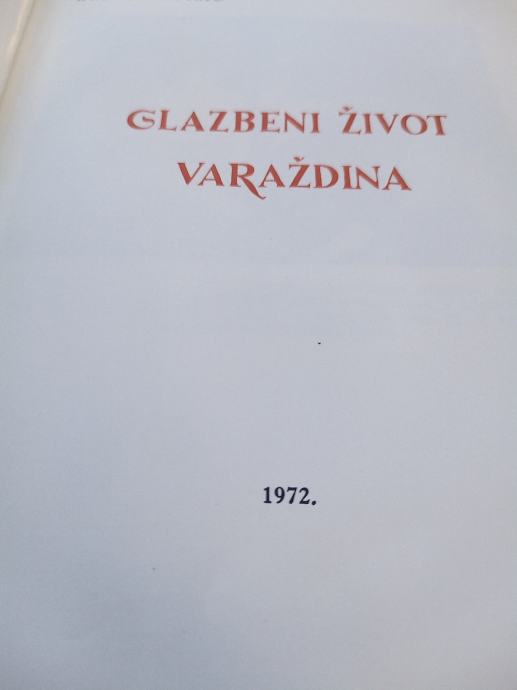 GLAZBENI ŽIVOT
VARAŽDINA
1972.